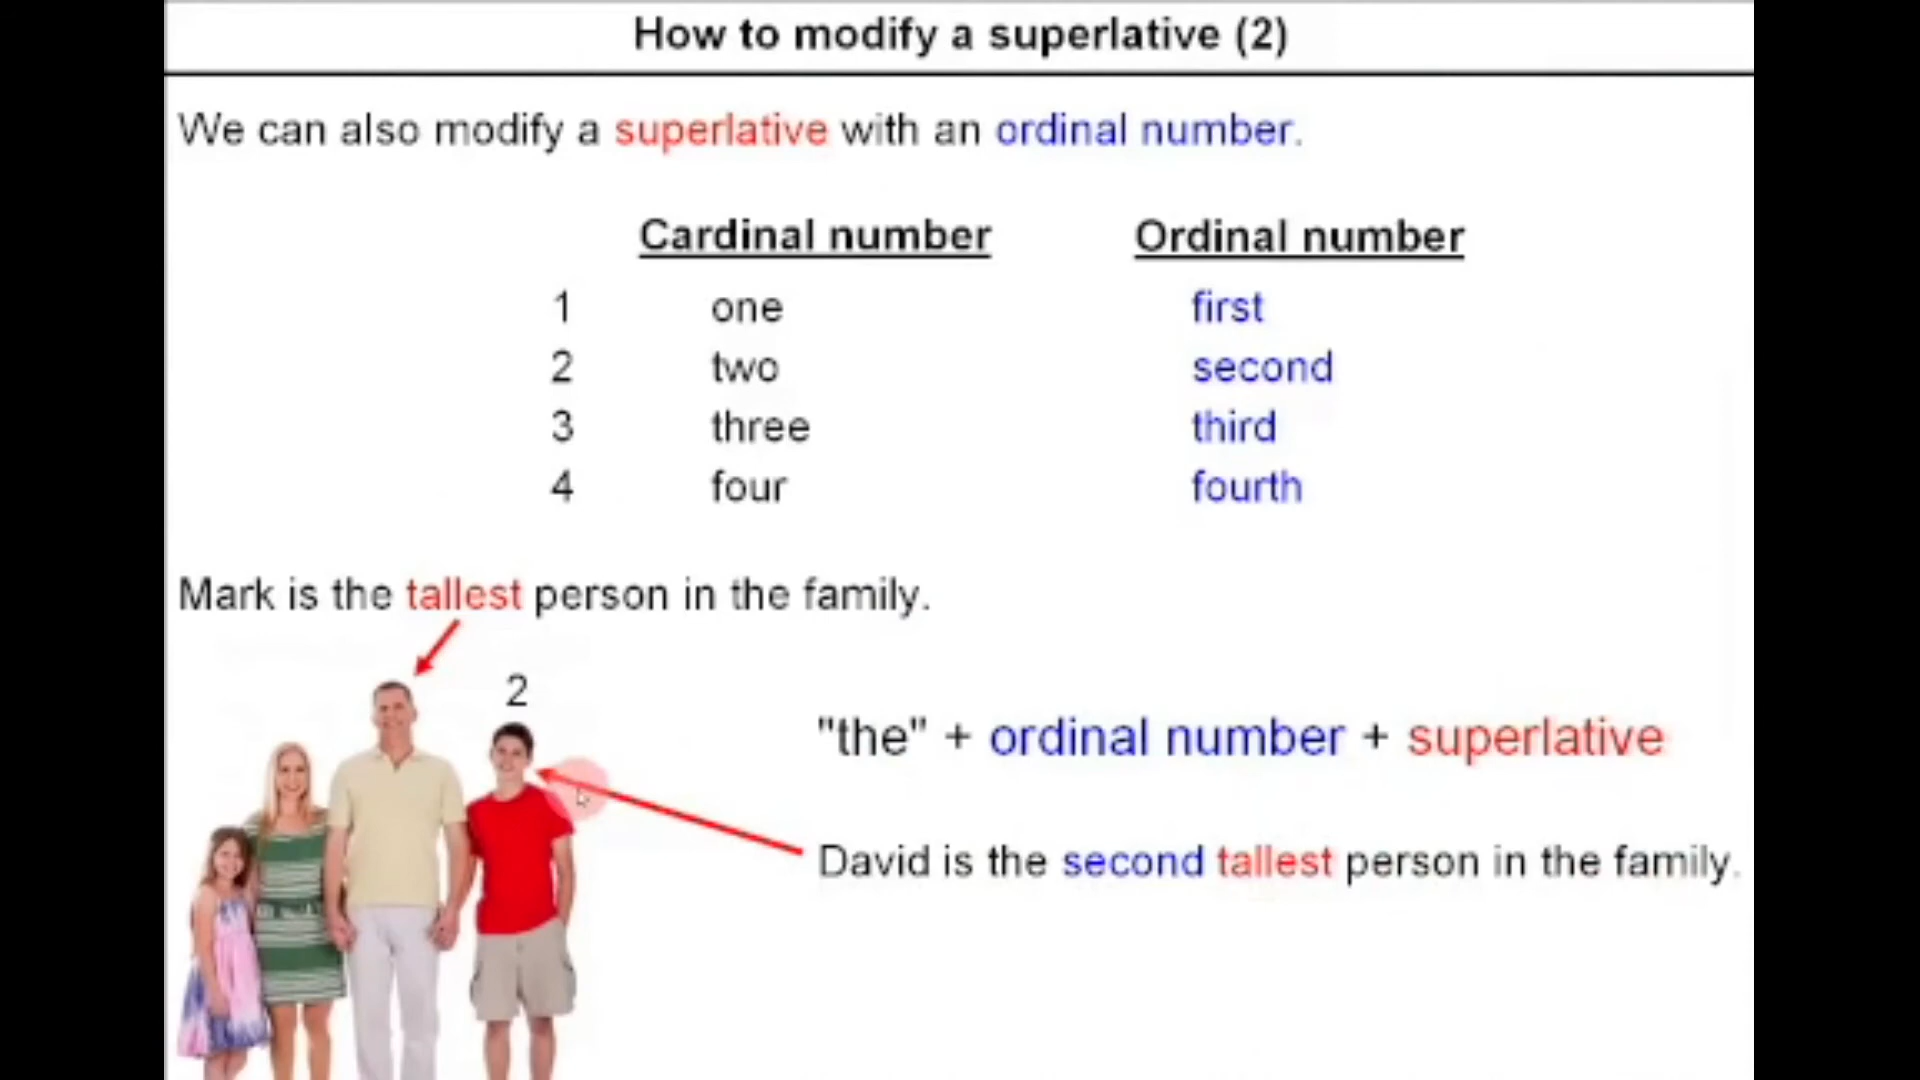 How to modify a superlative (2)
We can also modify a superlative with an ordinal number.
Cardinal number Ordinal number
1 one first
2 two second
3 three third
4 four fourth
Mark is the tallest person in the family.
2
"the" + ordinal number + superlative
David is the second tallest person in the family.